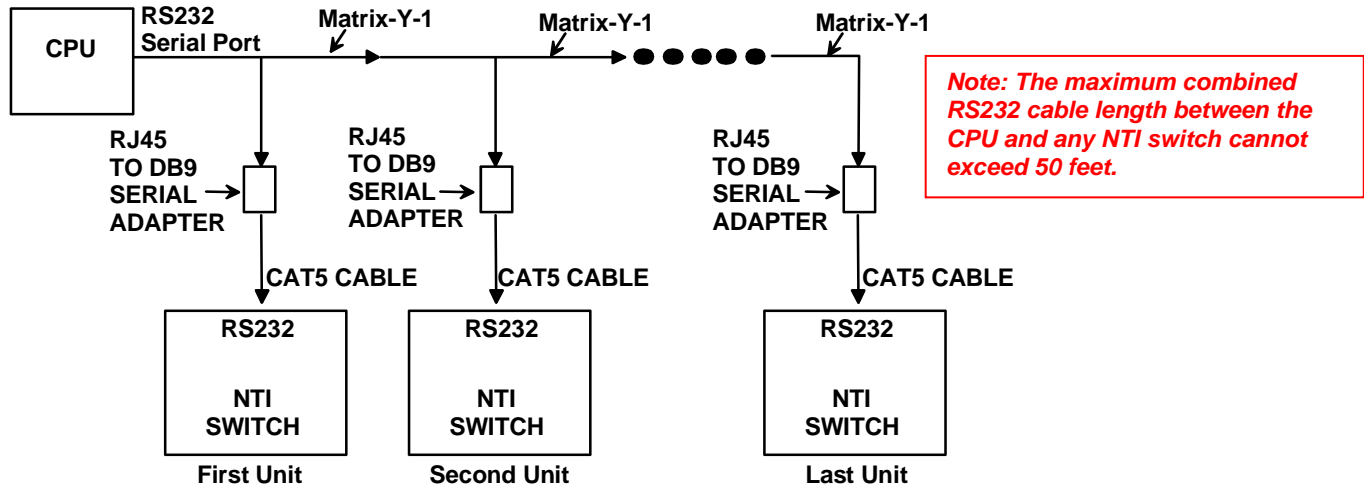 RS232
Serial Port
CPU
Matrix-Y-1
Matrix-Y-1
Matrix-Y-1
Note: The maximum combined
RS232 cable length between the
CPU and any NTI switch cannot
exceed 50 feet.
RJ45
TO DB9
SERIAL
ADAPTER
RJ45
TO DB9
SERIAL
ADAPTER
RJ45
TO DB9
SERIAL
ADAPTER
CAT5 CABLE
CAT5 CABLE
CAT5 CABLE
RS232
NTI
SWITCH
First Unit
RS232
NTI
SWITCH
Second Unit
RS232
NTI
SWITCH
Last Unit